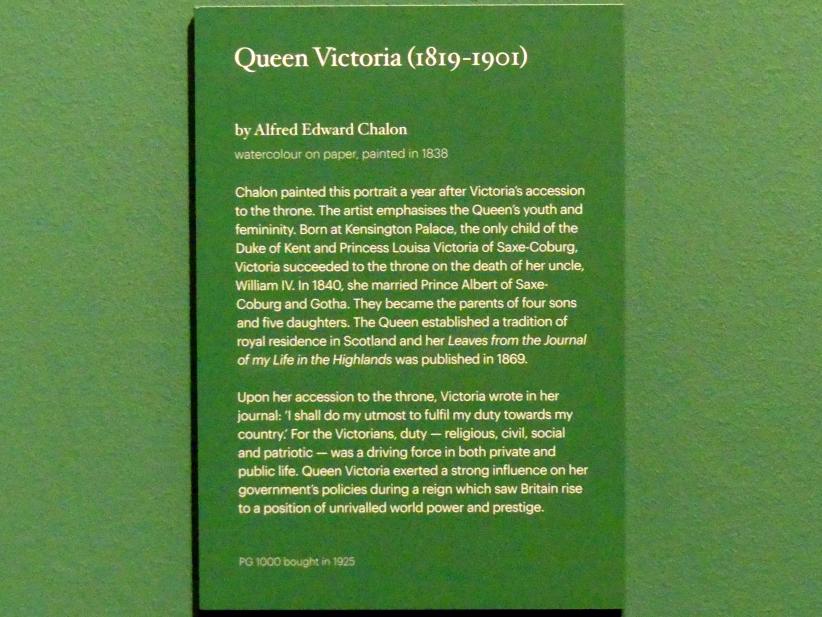 Queen Victoria (1819-1901)
by Alfred Edward Chalon
watercolour on paper, painted in 1838
Chalon painted this portrait a year after Victoria's accession
to the throne. The artist emphasises the Queen's youth and
femininity. Born at Kensington Palace, the only child of the
Duke of Kent and Princess Louisa Victoria of Saxe-Coburg,
Victoria succeeded to the throne on the death of her uncle,
William IV. In 1840, she married Prince Albert of Saxe-
Coburg and Gotha. They became the parents of four sons
and five daughters. The Queen established a tradition of
royal residence in Scotland and her Leaves from the Journal
of my Life in the Highlands was published in 1869.
Upon her accession to the throne, Victoria wrote in her
journal: 'I shall do my utmost to fulfil my duty towards my
country.' For the Victorians, duty — religious, civil, social
and patriotic — was a driving force in both private and
public life. Queen Victoria exerted a strong influence on her
government's policies during a reign which saw Britain rise
to a position of unrivalled world power and prestige.
PG 1000 bought in 1925